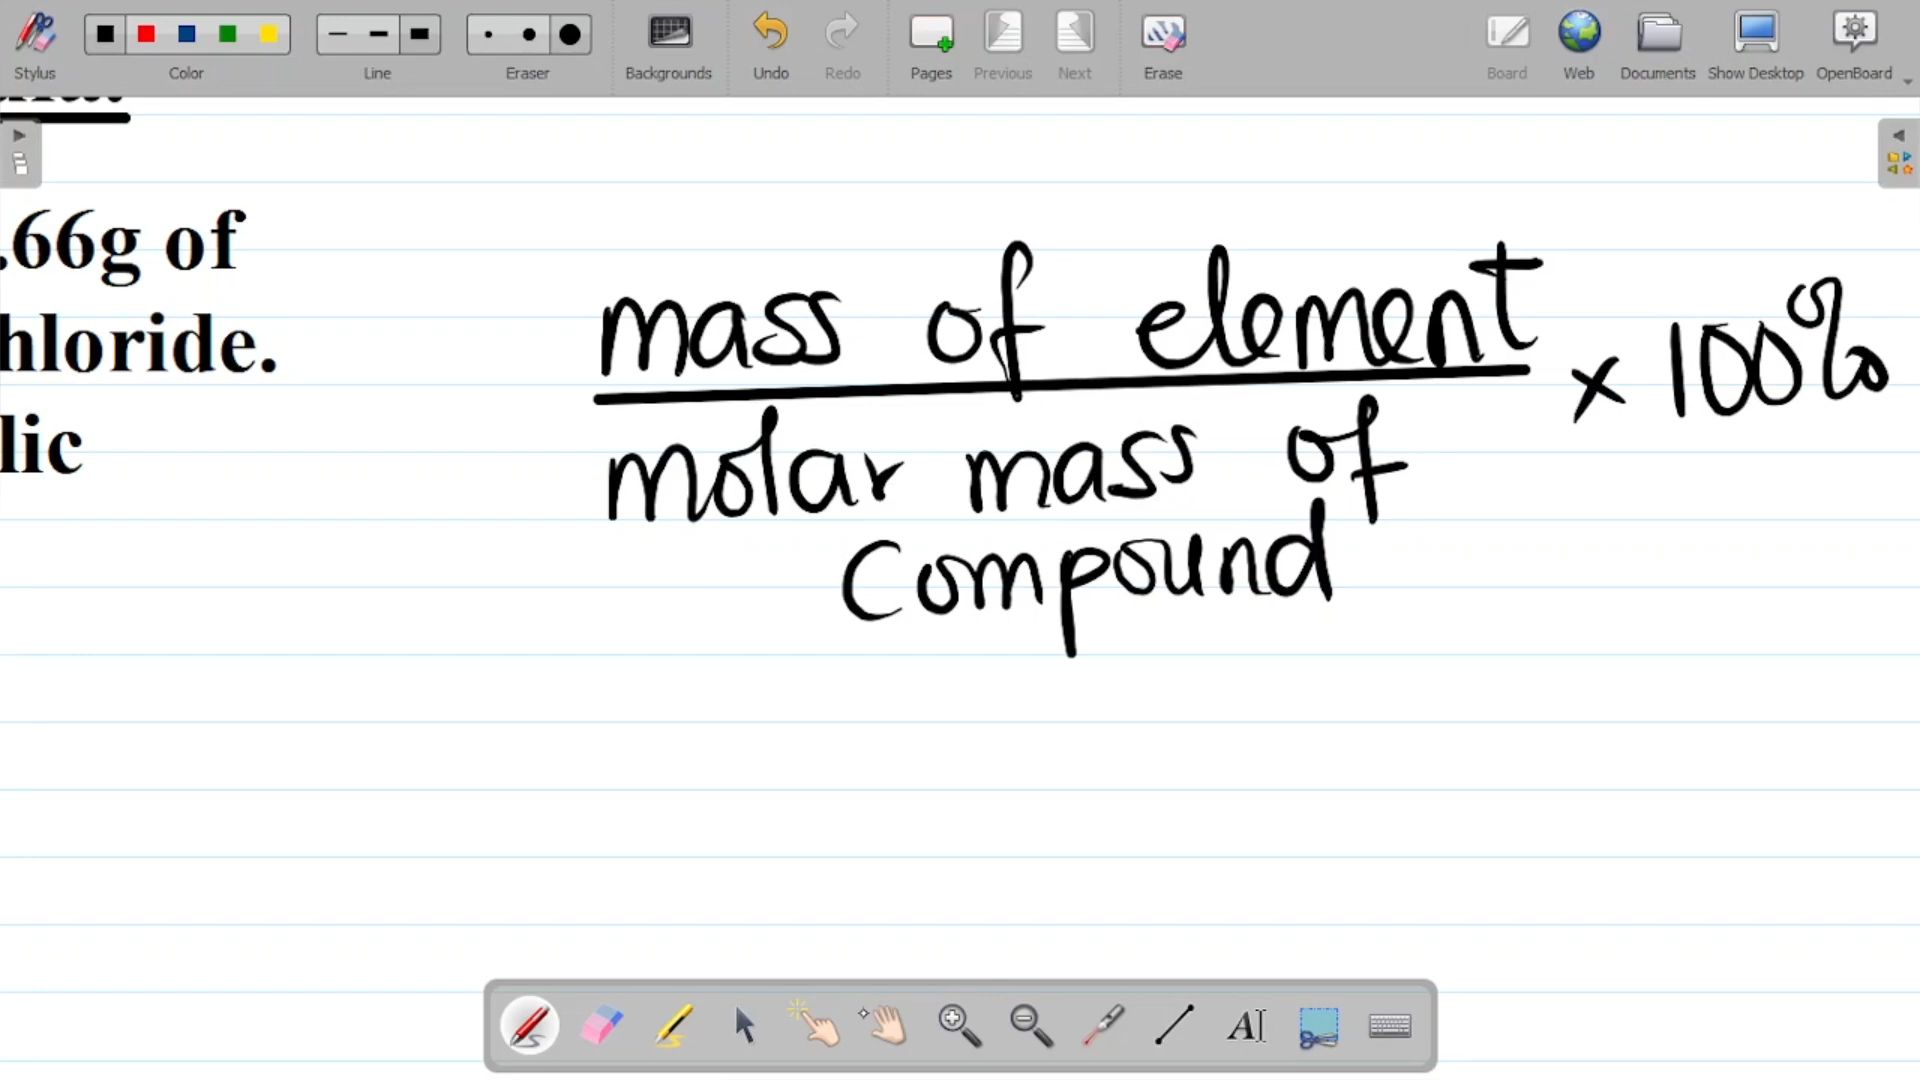 Stylus
Color
Line
Eraser
Backgrounds
Undo
Redo
Pages
Previous
Next
Erase
Board
Web
Documents
Show Desktop
OpenBoard
.66g of
hloride.
lic
mass of element
× 100%
molar mass of
compound
AI